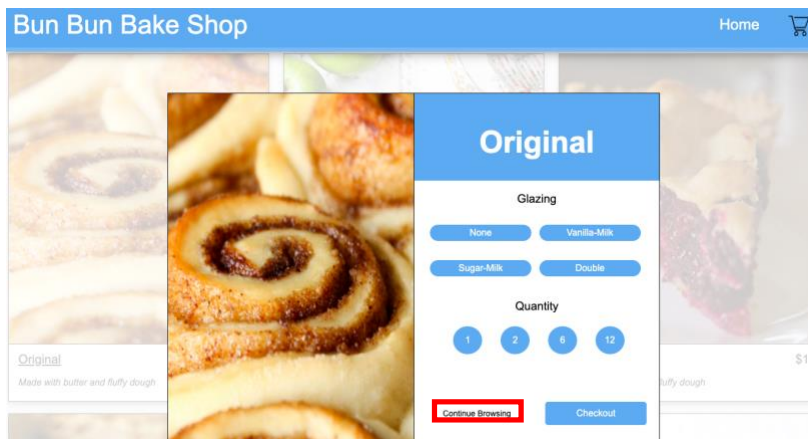 Bun Bun Bake Shop Home
Original
Glazing
None Vanilla-Milk
Sugar-Milk Double
Quantity
1 2 6 12
Continue Browsing Checkout
Original
Made with butter and fluffy dough
$1
fluffy dough